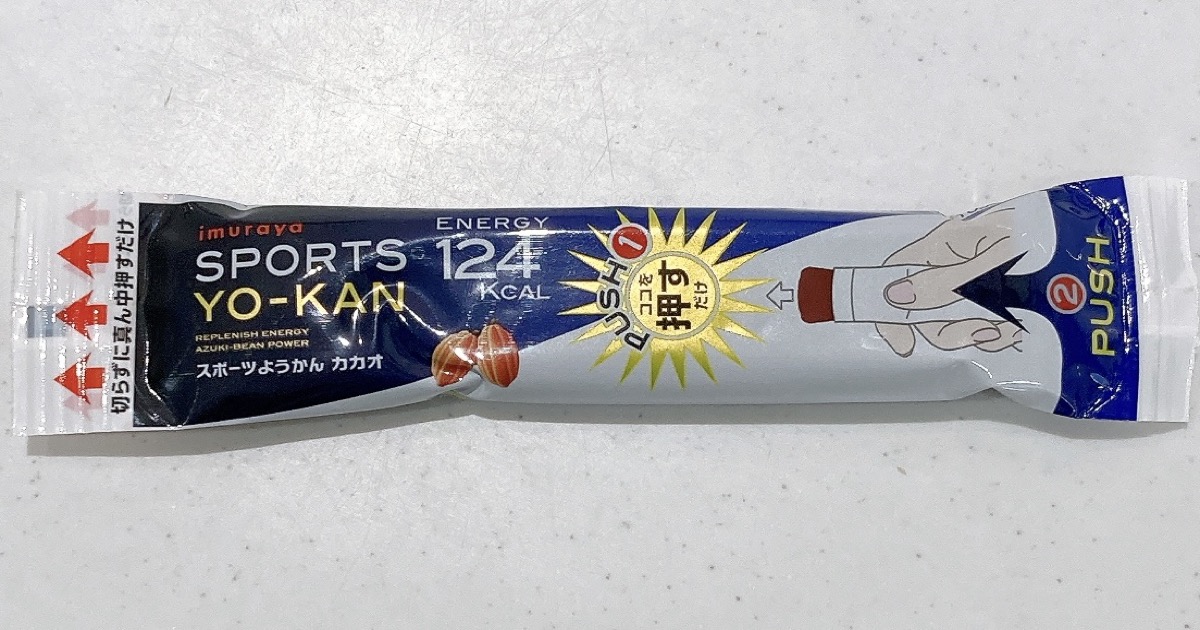 切らずに真ん中押すだけ
imuraya
SPORTS
YO-KAN
REPLENISH ENERGY
AZUKI-BEAN POWER
スポーツようかん カカオ
ENERGY
124
KCAL
PUSH 1
ココを
押す
だけ
2 PUSH